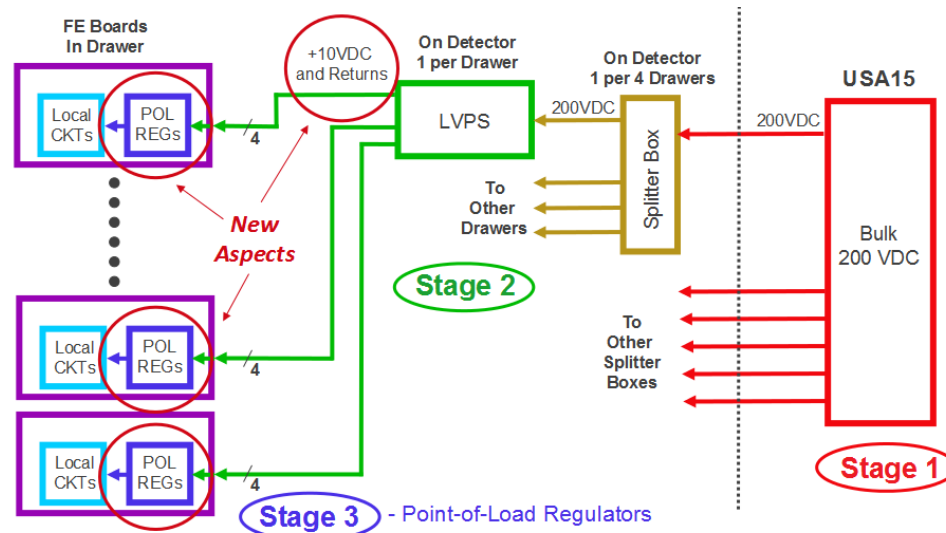 FE Boards
In Drawer
+10VDC
and Returns
On Detector
1 per Drawer
On Detector
1 per 4 Drawers
USA15
Local
CKTs
POL
REGs
4
LVPS
200VDC
Splitter Box
200VDC
Bulk
200 VDC
To
Other
Drawers
New
Aspects
Stage 2
Local
CKTs
POL
REGs
4
To
Other
Splitter
Boxes
Local
CKTs
POL
REGs
4
Stage 1
Stage 3 - Point-of-Load Regulators